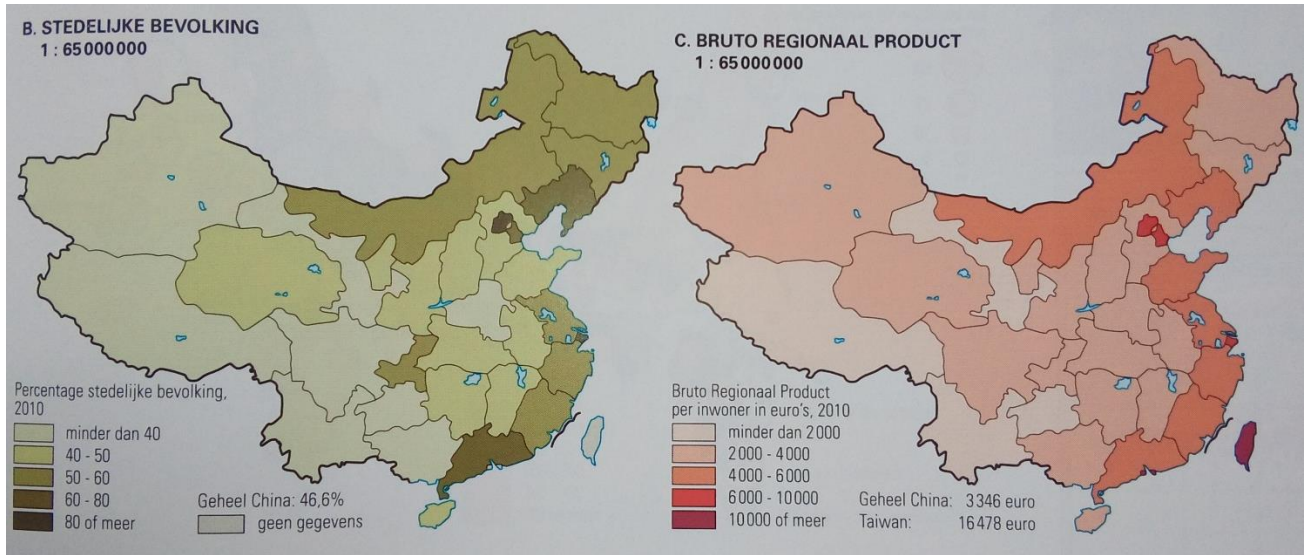 B. STEDELIJKE BEVOLKING
1 : 65 000 000
Percentage stedelijke bevolking,
2010
minder dan 40
40 - 50
50 - 60
60 - 80
80 of meer
Geheel China: 46,6%
geen gegevens
C. BRUTO REGIONAAL PRODUCT
1 : 65 000 000
Bruto Regionaal Product
per inwoner in euro's, 2010
minder dan 2000
2000 - 4000
4000 - 6000
6000 - 10000
10000 of meer
Geheel China: 3346 euro
Taiwan: 16478 euro